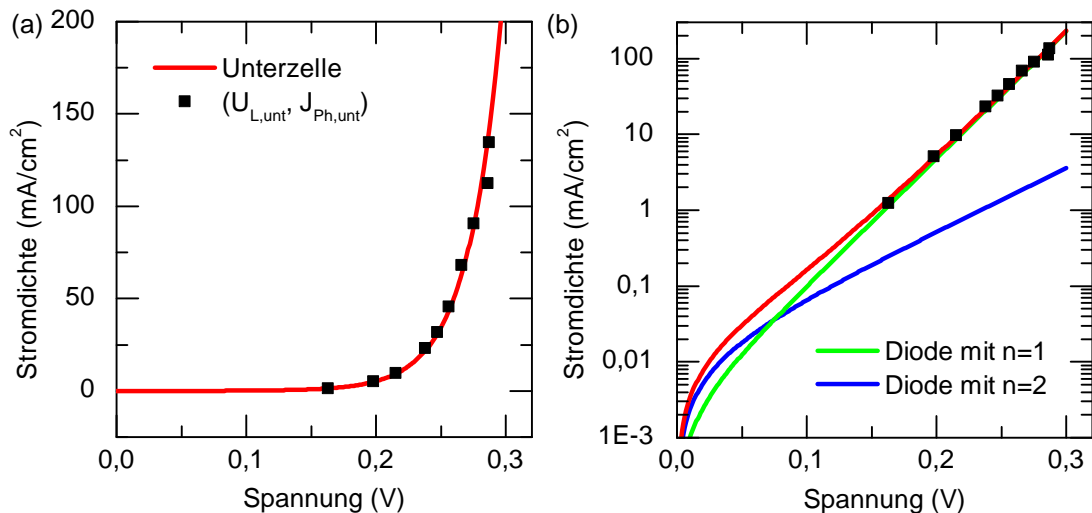 (a)
200
150
100
50
0
Stromdichte (mA/cm²)
0,0 0,1 0,2 0,3
Spannung (V)
Unterzelle
(U_L,unt, J_Ph,unt)
(b)
100
10
1
0,1
0,01
1E-3
Stromdichte (mA/cm²)
0,0 0,1 0,2 0,3
Spannung (V)
Diode mit n=1
Diode mit n=2